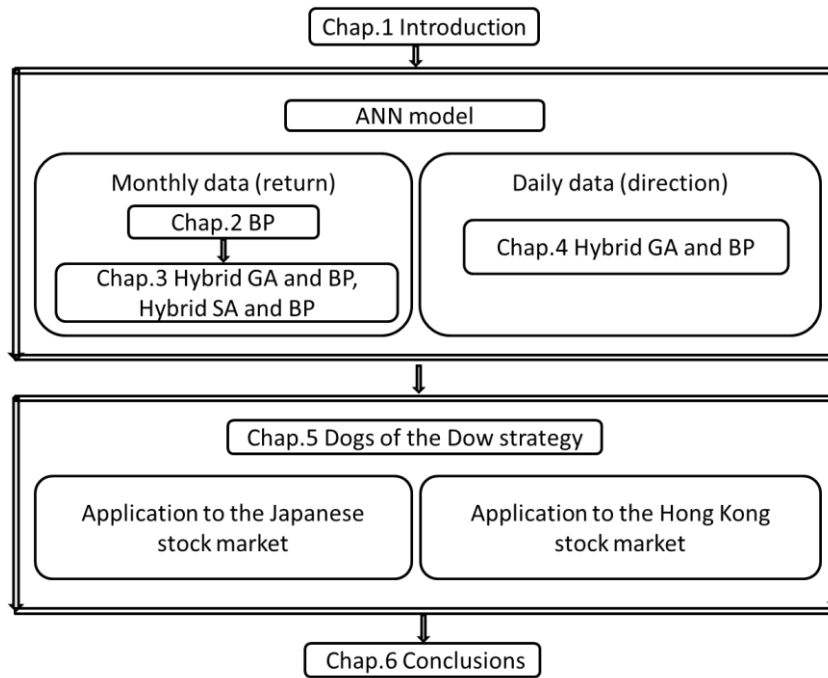 Chap.1 Introduction
ANN model
Monthly data (return)
Chap.2 BP
Chap.3 Hybrid GA and BP,
Hybrid SA and BP
Daily data (direction)
Chap.4 Hybrid GA and BP
Chap.5 Dogs of the Dow strategy
Application to the Japanese
stock market
Application to the Hong Kong
stock market
Chap.6 Conclusions